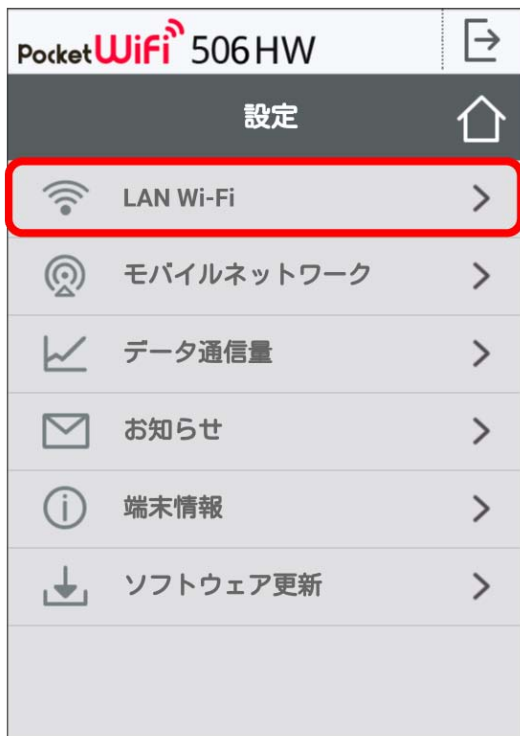 Pocket WiFi 506HW
設定
LAN Wi-Fi
モバイルネットワーク
データ通信量
お知らせ
端末情報
ソフトウェア更新